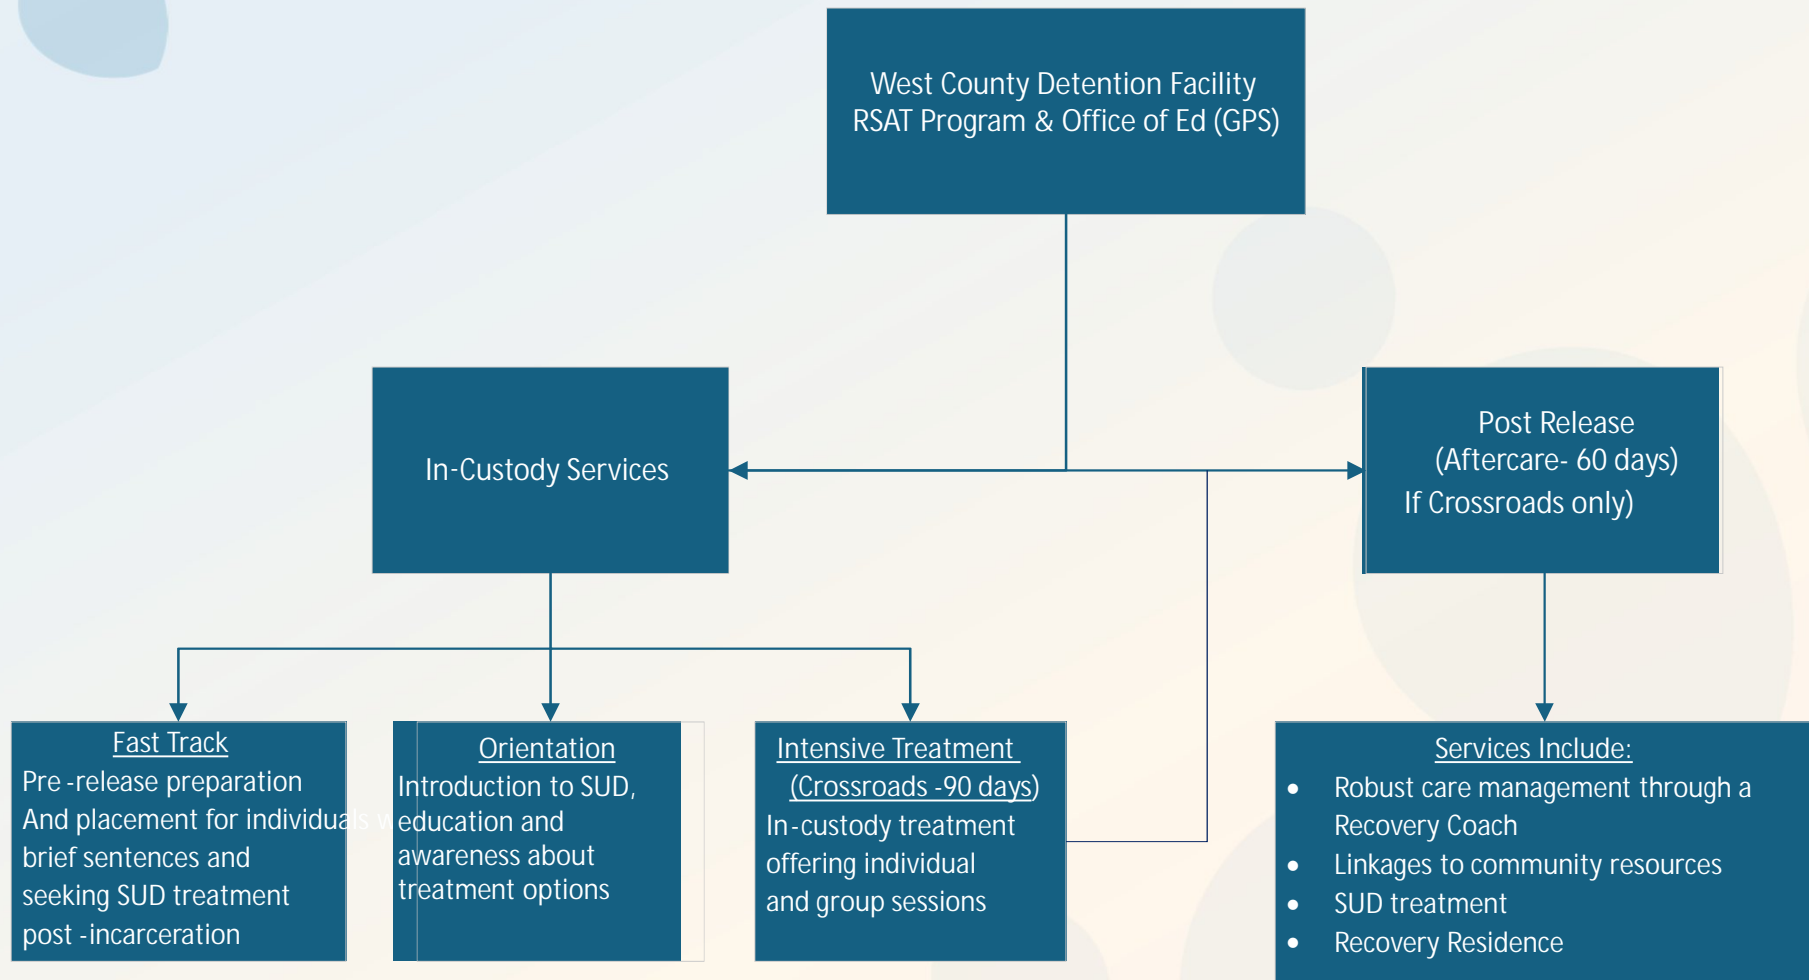 West County Detention Facility
RSAT Program & Office of Ed (GPS)
In-Custody Services
Post Release
(Aftercare- 60 days)
If Crossroads only)
Fast Track
Pre-release preparation
And placement for individuals w
brief sentences and
seeking SUD treatment
post-incarceration
Orientation
Introduction to SUD,
education and
awareness about
treatment options
Intensive Treatment
(Crossroads -90 days)
In-custody treatment
offering individual
and group sessions
Services Include:
• Robust care management through a
Recovery Coach
• Linkages to community resources
• SUD treatment
• Recovery Residence